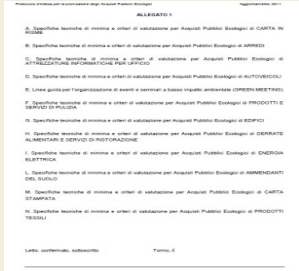 Protocollo d'intesa per la promozione degli Acquisti Pubblici Ecologici Aggiornamento 2011
ALLEGATO 1
A. Specifiche tecniche di minima e criteri di valutazione per Acquisti Pubblici Ecologici di CARTA IN
RISME
B. Specifiche tecniche di minima e criteri di valutazione per Acquisti Pubblici Ecologici di ARREDI
C. Specifiche tecniche di minima e criteri di valutazione per Acquisti Pubblici Ecologici di
ATTREZZATURE INFORMATICHE PER UFFICIO
D. Specifiche tecniche di minima e criteri di valutazione per Acquisti Pubblici Ecologici di AUTOVEICOLI
E. Linee guida per l'organizzazione di eventi e seminari a basso impatto ambientale (GREEN MEETING)
F. Specifiche tecniche di minima e criteri di valutazione per Acquisti Pubblici Ecologici di PRODOTTI E
SERVIZI DI PULIZIA
G. Specifiche tecniche di minima e criteri di valutazione per Acquisti Pubblici Ecologici di EDIFICI
H. Specifiche tecniche di minima e criteri di valutazione per Acquisti Pubblici Ecologici di DERRATE
ALIMENTARI E SERVIZI DI RISTORAZIONE
I. Specifiche tecniche di minima e criteri di valutazione per Acquisti Pubblici Ecologici di ENERGIA
ELETTRICA
L. Specifiche tecniche di minima e criteri di valutazione per Acquisti Pubblici Ecologici di AMMENDANTI
DEL SUOLO
M. Specifiche tecniche di minima e criteri di valutazione per Acquisti Pubblici Ecologici di CARTA
STAMPATA
N. Specifiche tecniche di minima e criteri di valutazione per Acquisti Pubblici Ecologici di PRODOTTI
TESSILI
Letto, confermato, sottoscritto Torino, lì